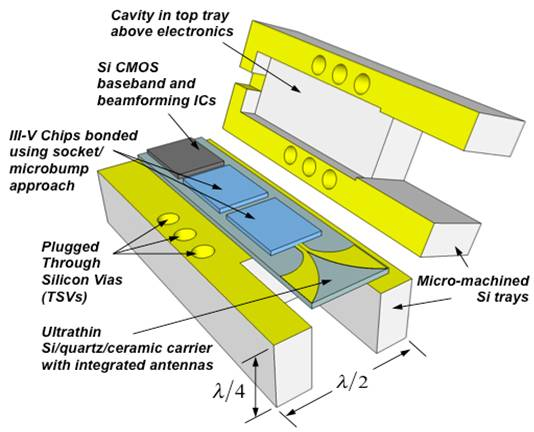 Cavity in top tray
above electronics
Si CMOS
baseband and
beamforming ICs
III-V Chips bonded
using socket/
microbump
approach
Plugged
Through
Silicon Vias
(TSVs)
Micro-machined
Si trays
Ultrathin
Si/quartz/ceramic carrier
with integrated antennas
λ/4
λ/2